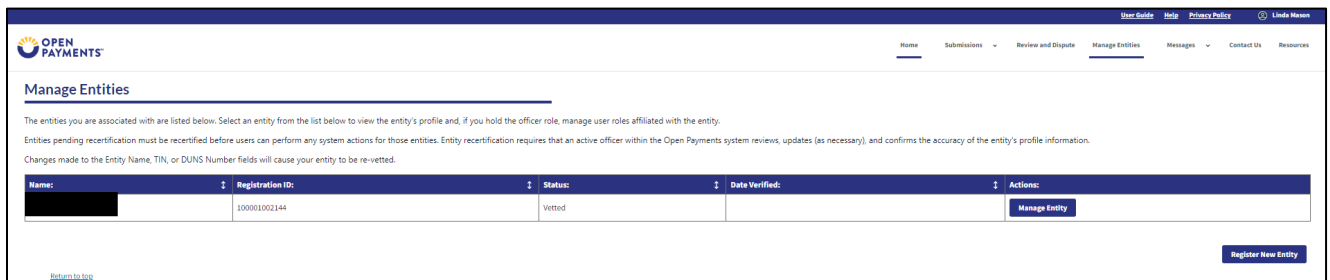 User Guide Help Privacy Policy Linda Mason
OPEN
PAYMENTS™
Home Submissions Review and Dispute Manage Entities Messages Contact Us Resources
Manage Entities
The entities you are associated with are listed below. Select an entity from the list below to view the entity's profile and, if you hold the officer role, manage user roles affiliated with the entity.
Entities pending recertification must be recertified before users can perform any system actions for those entities. Entity recertification requires that an active officer within the Open Payments system reviews, updates (as necessary), and confirms the accuracy of the entity's profile information.
Changes made to the Entity Name, TIN, or DUNS Number fields will cause your entity to be re-vetted.
Name: Registration ID: Status: Date Verified: Actions:
100001002144 Vetted Manage Entity
Register New Entity
Return to top